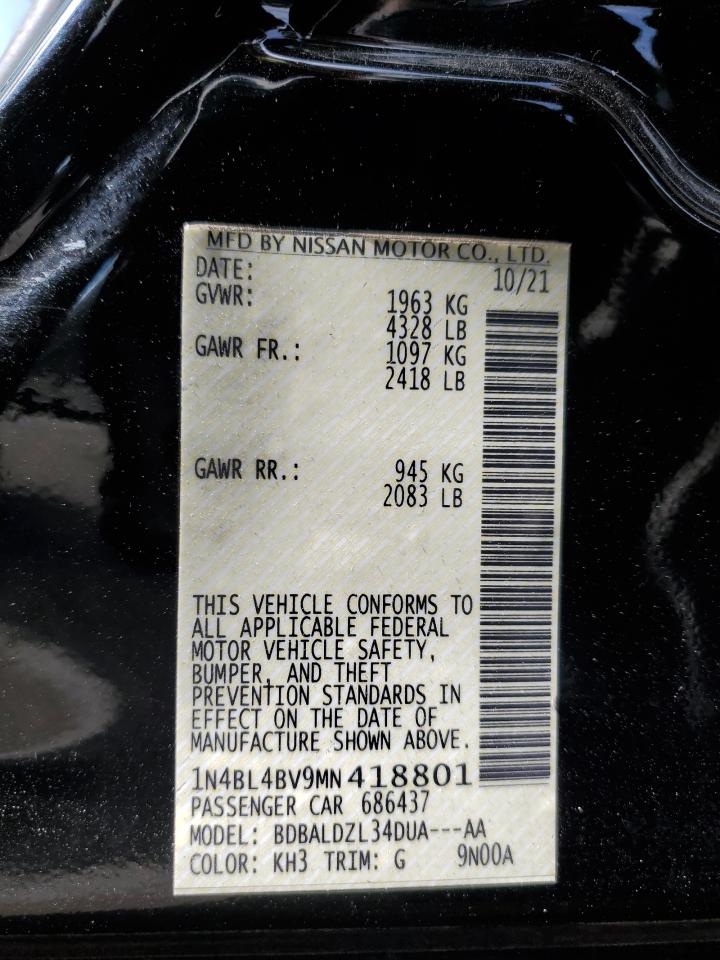 MFD BY NISSAN MOTOR CO., LTD.
DATE: 10/21
GVWR: 1963 KG
4328 LB
GAWR FR.: 1097 KG
2418 LB
GAWR RR.: 945 KG
2083 LB
THIS VEHICLE CONFORMS TO
ALL APPLICABLE FEDERAL
MOTOR VEHICLE SAFETY,
BUMPER, AND THEFT
PREVENTION STANDARDS IN
EFFECT ON THE DATE OF
MANUFACTURE SHOWN ABOVE.
1N4BL4BV9MN418801
PASSENGER CAR 686437
MODEL: BDBALDZL34DUA---AA
COLOR: KH3 TRIM: G 9N00A